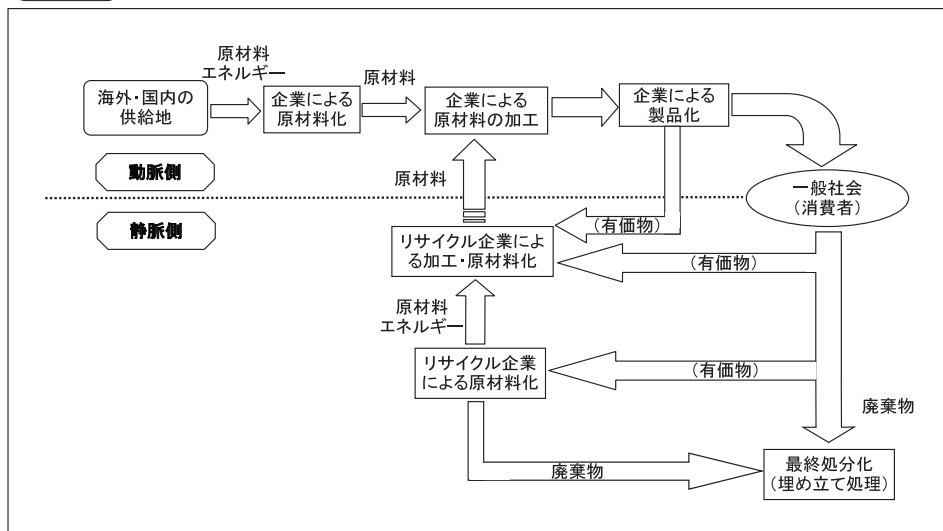 原材料
エネルギー
原材料
海外・国内の
供給地
企業による
原材料化
企業による
原材料の加工
企業による
製品化
動脈側
原材料
一般社会
(消費者)
静脈側
(有価物)
リサイクル企業によ
る加工・原材料化
(有価物)
原材料
エネルギー
リサイクル企業
による原材料化
(有価物)
廃棄物
廃棄物
最終処分化
(埋め立て処理)